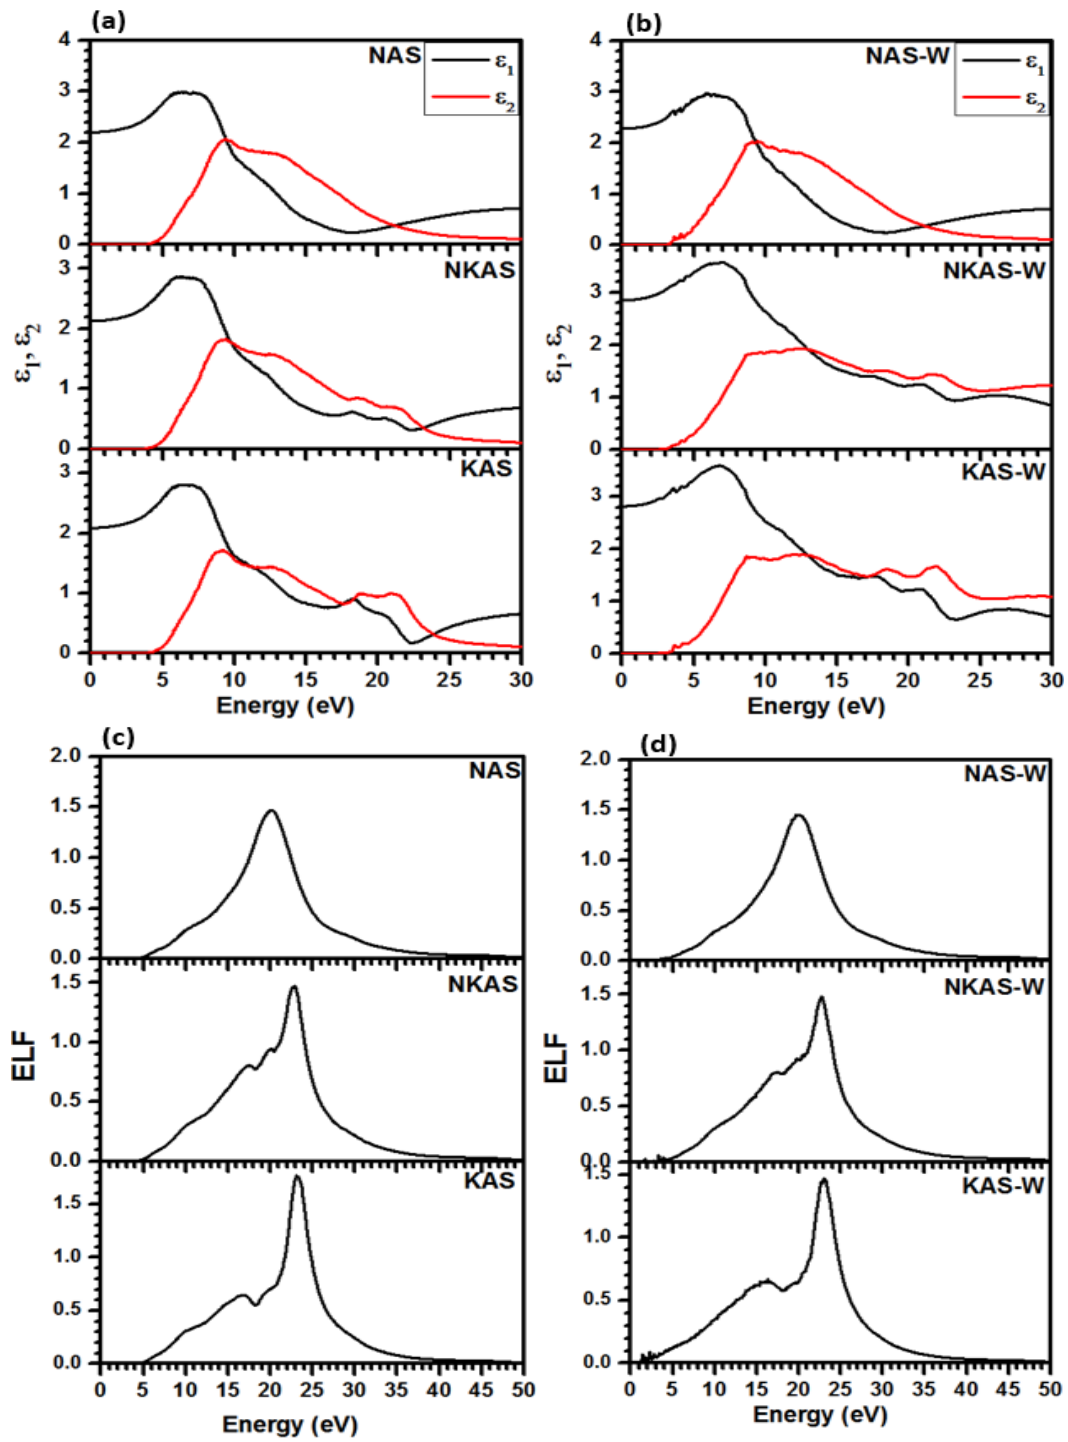 (a)
NAS
ε1
ε2
4
3
2
1
0
NKAS
3
2
1
0
KAS
3
2
1
0
ε1, ε2
0 5 10 15 20 25 30
Energy (eV)
(b)
NAS-W
ε1
ε2
4
3
2
1
0
NKAS-W
3
2
1
0
KAS-W
3
2
1
0
ε1, ε2
0 5 10 15 20 25 30
Energy (eV)
(c)
NAS
2.0
1.5
1.0
0.5
0.0
NKAS
1.5
1.0
0.5
0.0
KAS
1.5
1.0
0.5
0.0
ELF
0 5 10 15 20 25 30 35 40 45 50
Energy (eV)
(d)
NAS-W
2.0
1.5
1.0
0.5
0.0
NKAS-W
1.5
1.0
0.5
0.0
KAS-W
1.5
1.0
0.5
0.0
ELF
0 5 10 15 20 25 30 35 40 45 50
Energy (eV)